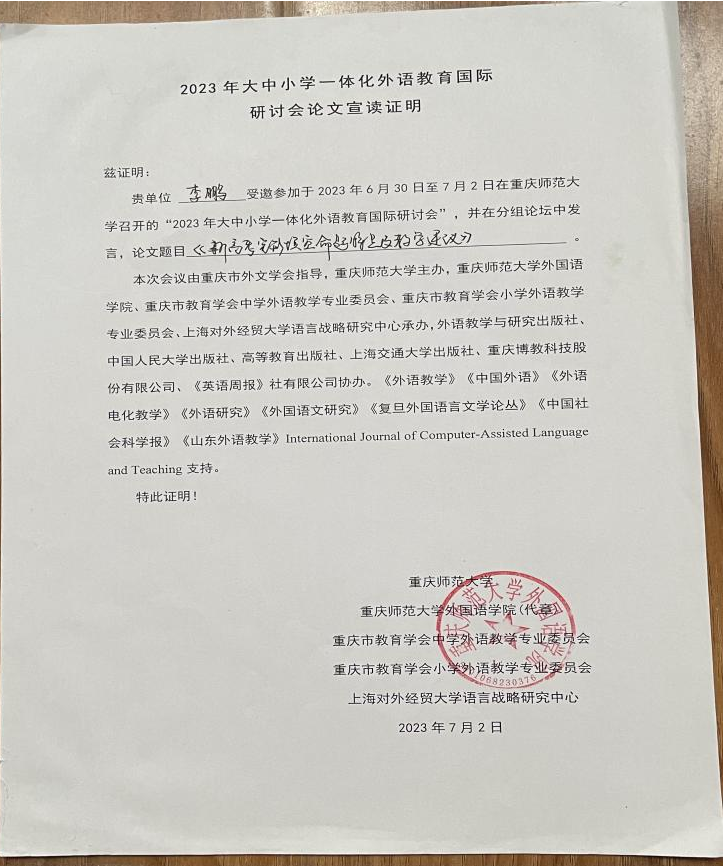 2023 年大中小学一体化外语教育国际
研讨会论文宣读证明
兹证明：
贵单位 李鹏 受邀参加于 2023 年 6 月 30 日至 7 月 2 日在重庆师范大
学召开的“2023 年大中小学一体化外语教育国际研讨会”，并在分组论坛中发
言，论文题目《新高考完形填空命题特点及教学建议》。
本次会议由重庆市外文学会指导，重庆师范大学主办，重庆师范大学外国语
学院、重庆市教育学会中学外语教学专业委员会、重庆市教育学会小学外语教学
专业委员会、上海对外经贸大学语言战略研究中心承办，外语教学与研究出版社、
中国人民大学出版社、高等教育出版社、上海交通大学出版社、重庆博教科技股
份有限公司、《英语周报》社有限公司协办。《外语教学》《中国外语》《外语
电化教学》《外语研究》《外国语文研究》《复旦外国语言文学论丛》《中国社
会科学报》《山东外语教学》International Journal of Computer-Assisted Language
and Teaching 支持。
特此证明！
重庆师范大学
重庆师范大学外国语学院（代章）
重庆市教育学会中学外语教学专业委员会
重庆市教育学会小学外语教学专业委员会
上海对外经贸大学语言战略研究中心
2023 年 7 月 2 日
重庆师范大学外国语学院